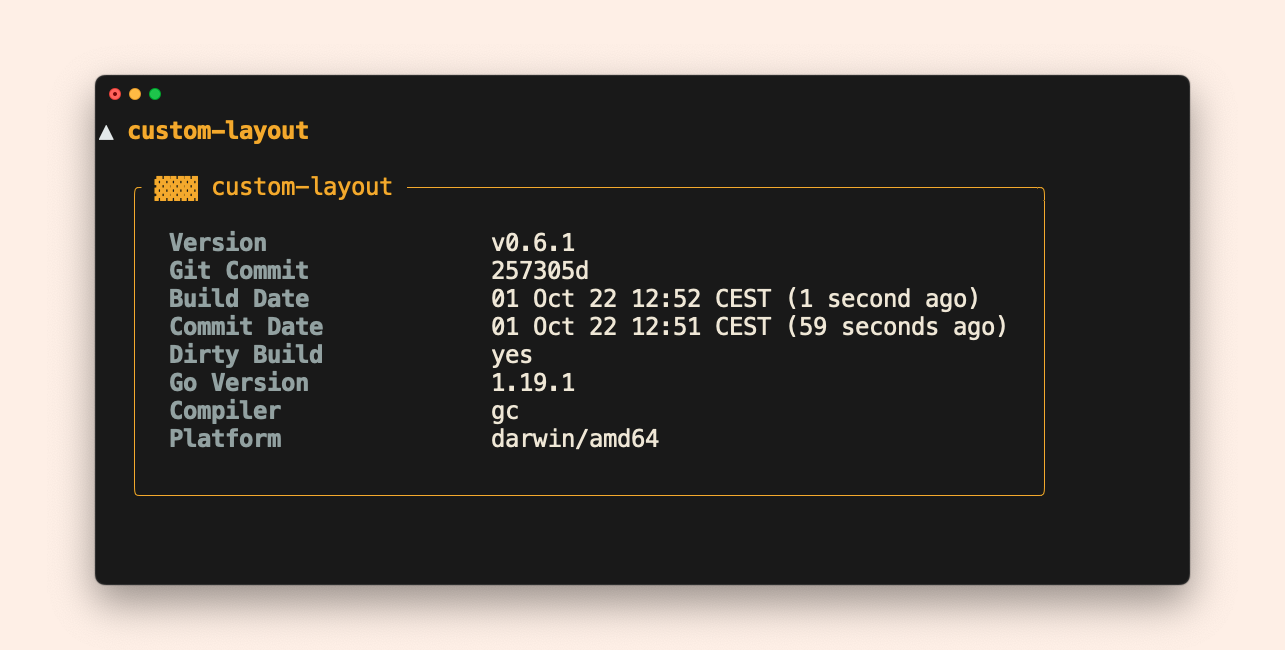 ▲ custom-layout
▓▓▓ custom-layout
Version v0.6.1
Git Commit 257305d
Build Date 01 Oct 22 12:52 CEST (1 second ago)
Commit Date 01 Oct 22 12:51 CEST (59 seconds ago)
Dirty Build yes
Go Version 1.19.1
Compiler gc
Platform darwin/amd64